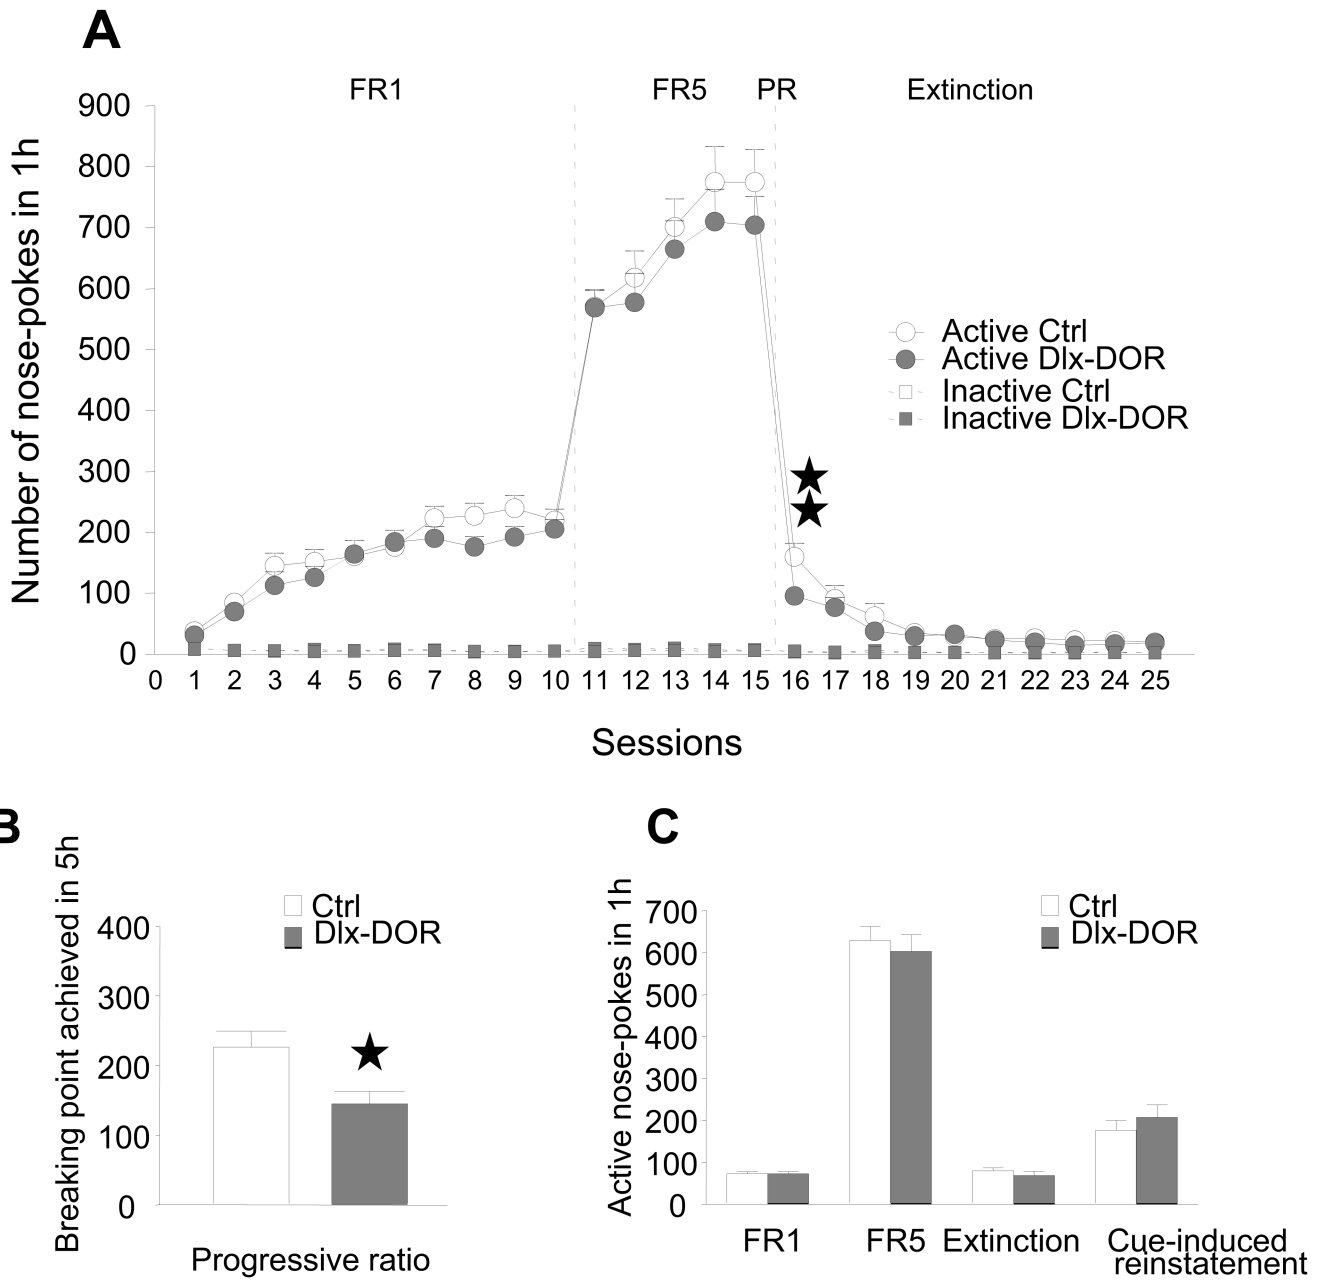 A
FR1 FR5 PR Extinction
Number of nose-pokes in 1h
900
800
700
600
500
400
300
200
100
0
Active Ctrl
Active Dlx-DOR
Inactive Ctrl
Inactive Dlx-DOR
0 1 2 3 4 5 6 7 8 9 10 11 12 13 14 15 16 17 18 19 20 21 22 23 24 25
Sessions
B
Breaking point achieved in 5h
Ctrl
Dlx-DOR
400
300
200
100
0
Progressive ratio
C
Active nose-pokes in 1h
Ctrl
Dlx-DOR
700
600
500
400
300
200
100
0
FR1 FR5 Extinction Cue-induced
reinstatement